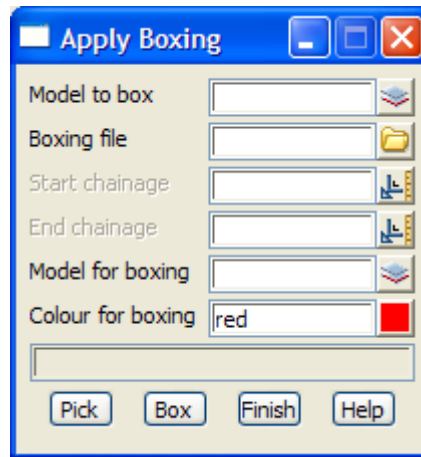 Apply Boxing
Model to box
Boxing file
Start chainage
End chainage
Model for boxing
Colour for boxing red
Pick Box Finish Help